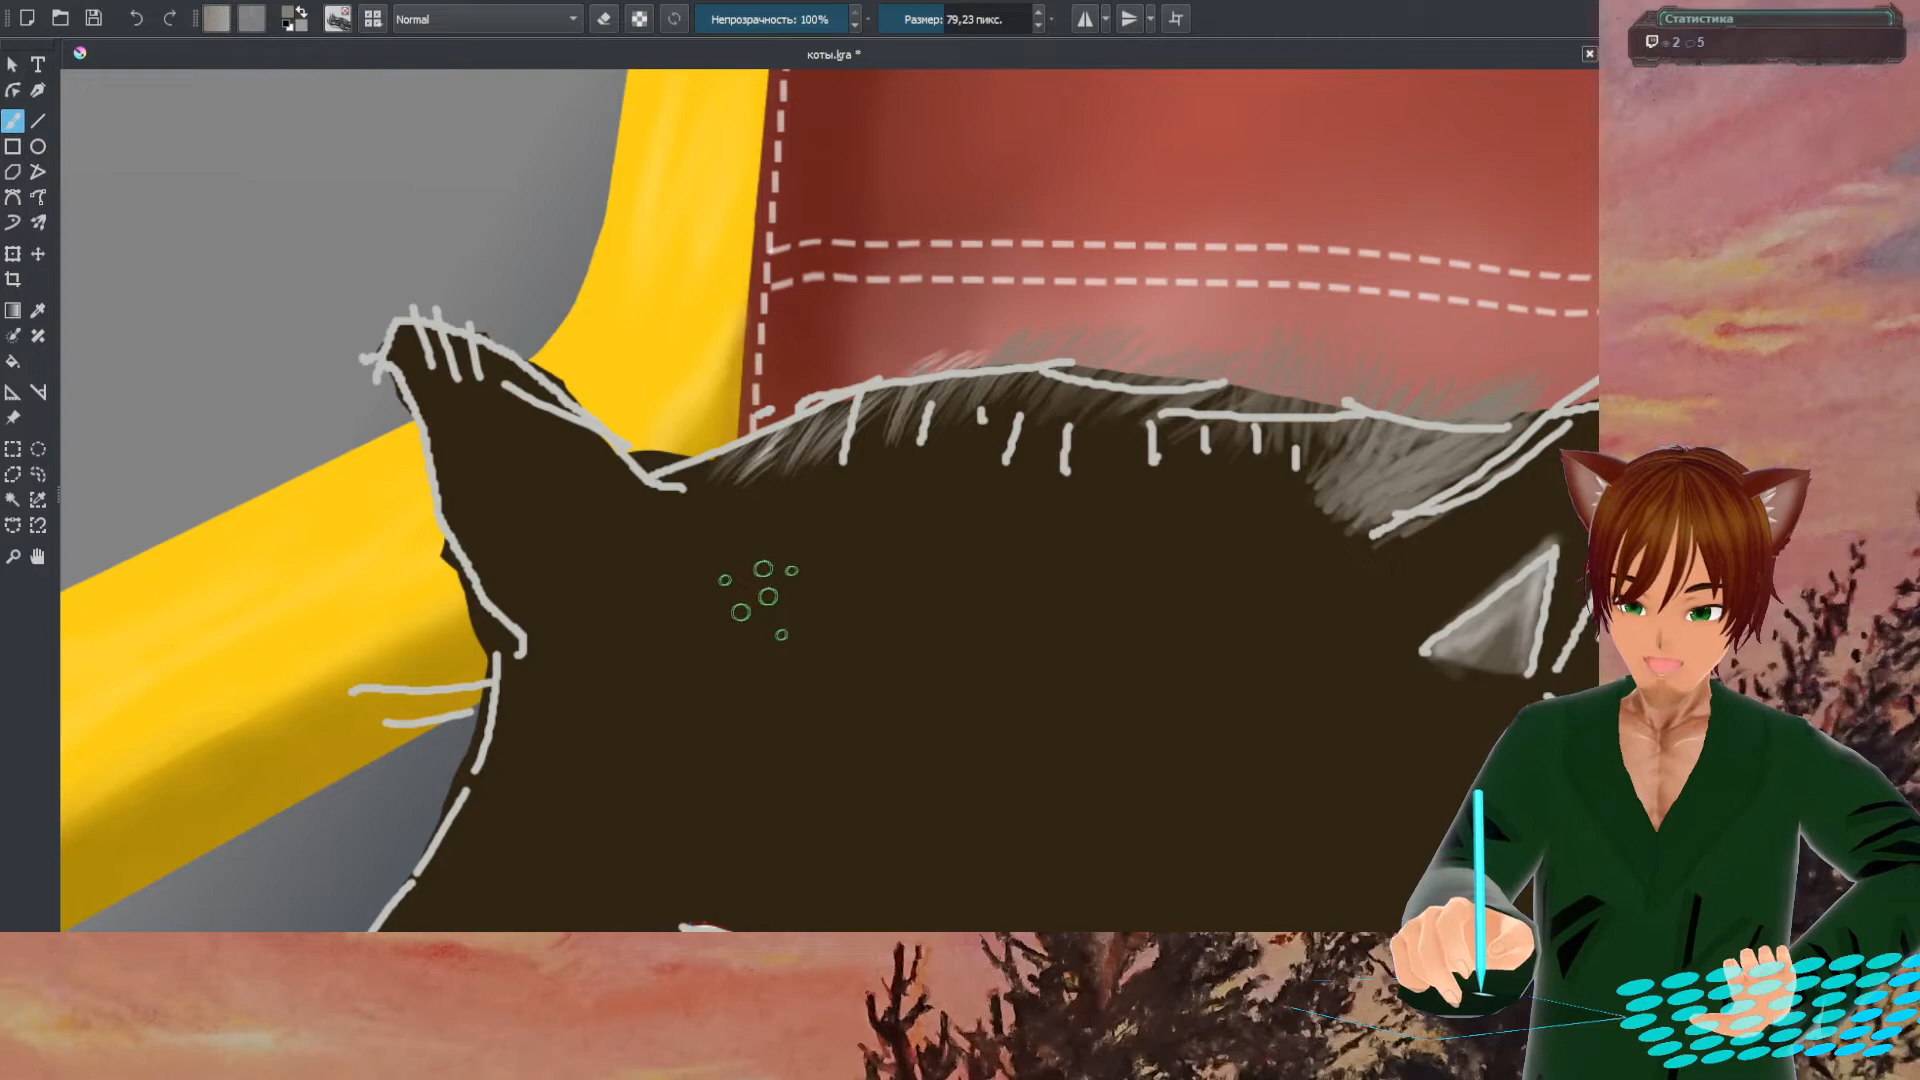 Normal
Непрозрачность: 100%
Размер: 79,23 пикс.
коты.kra *
Статистика
2 5